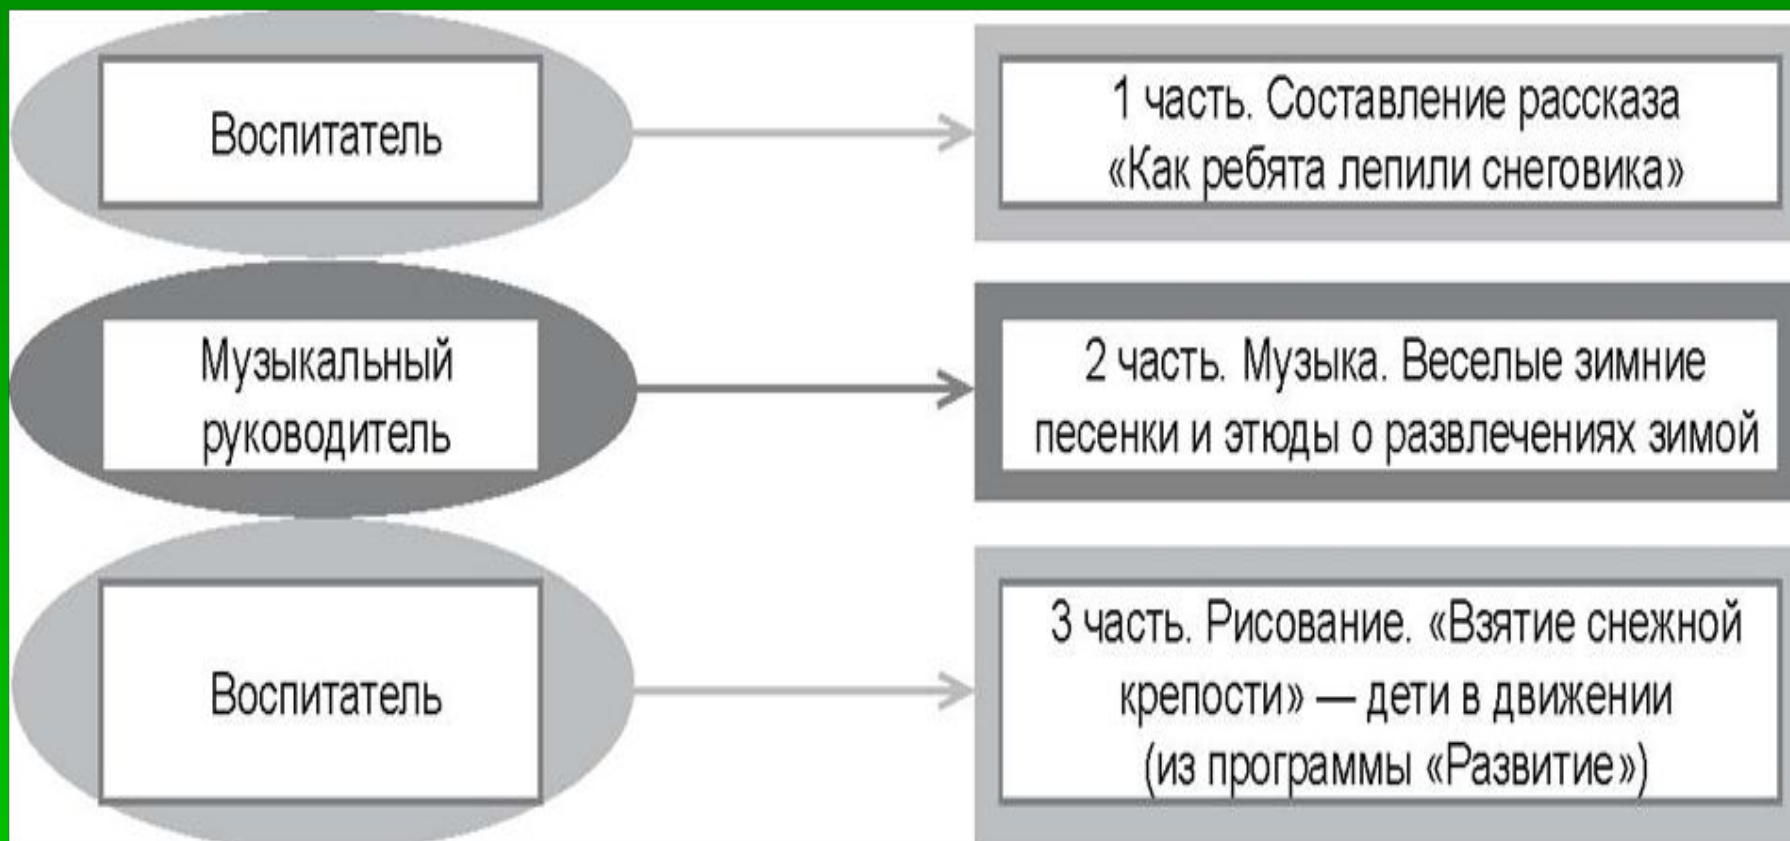 Воспитатель
1 часть. Составление рассказа
«Как ребята лепили снеговика»
Музыкальный
руководитель
2 часть. Музыка. Веселые зимние
песенки и этюды о развлечениях зимой
Воспитатель
3 часть. Рисование. «Взятие снежной
крепости» — дети в движении
(из программы «Развитие»)